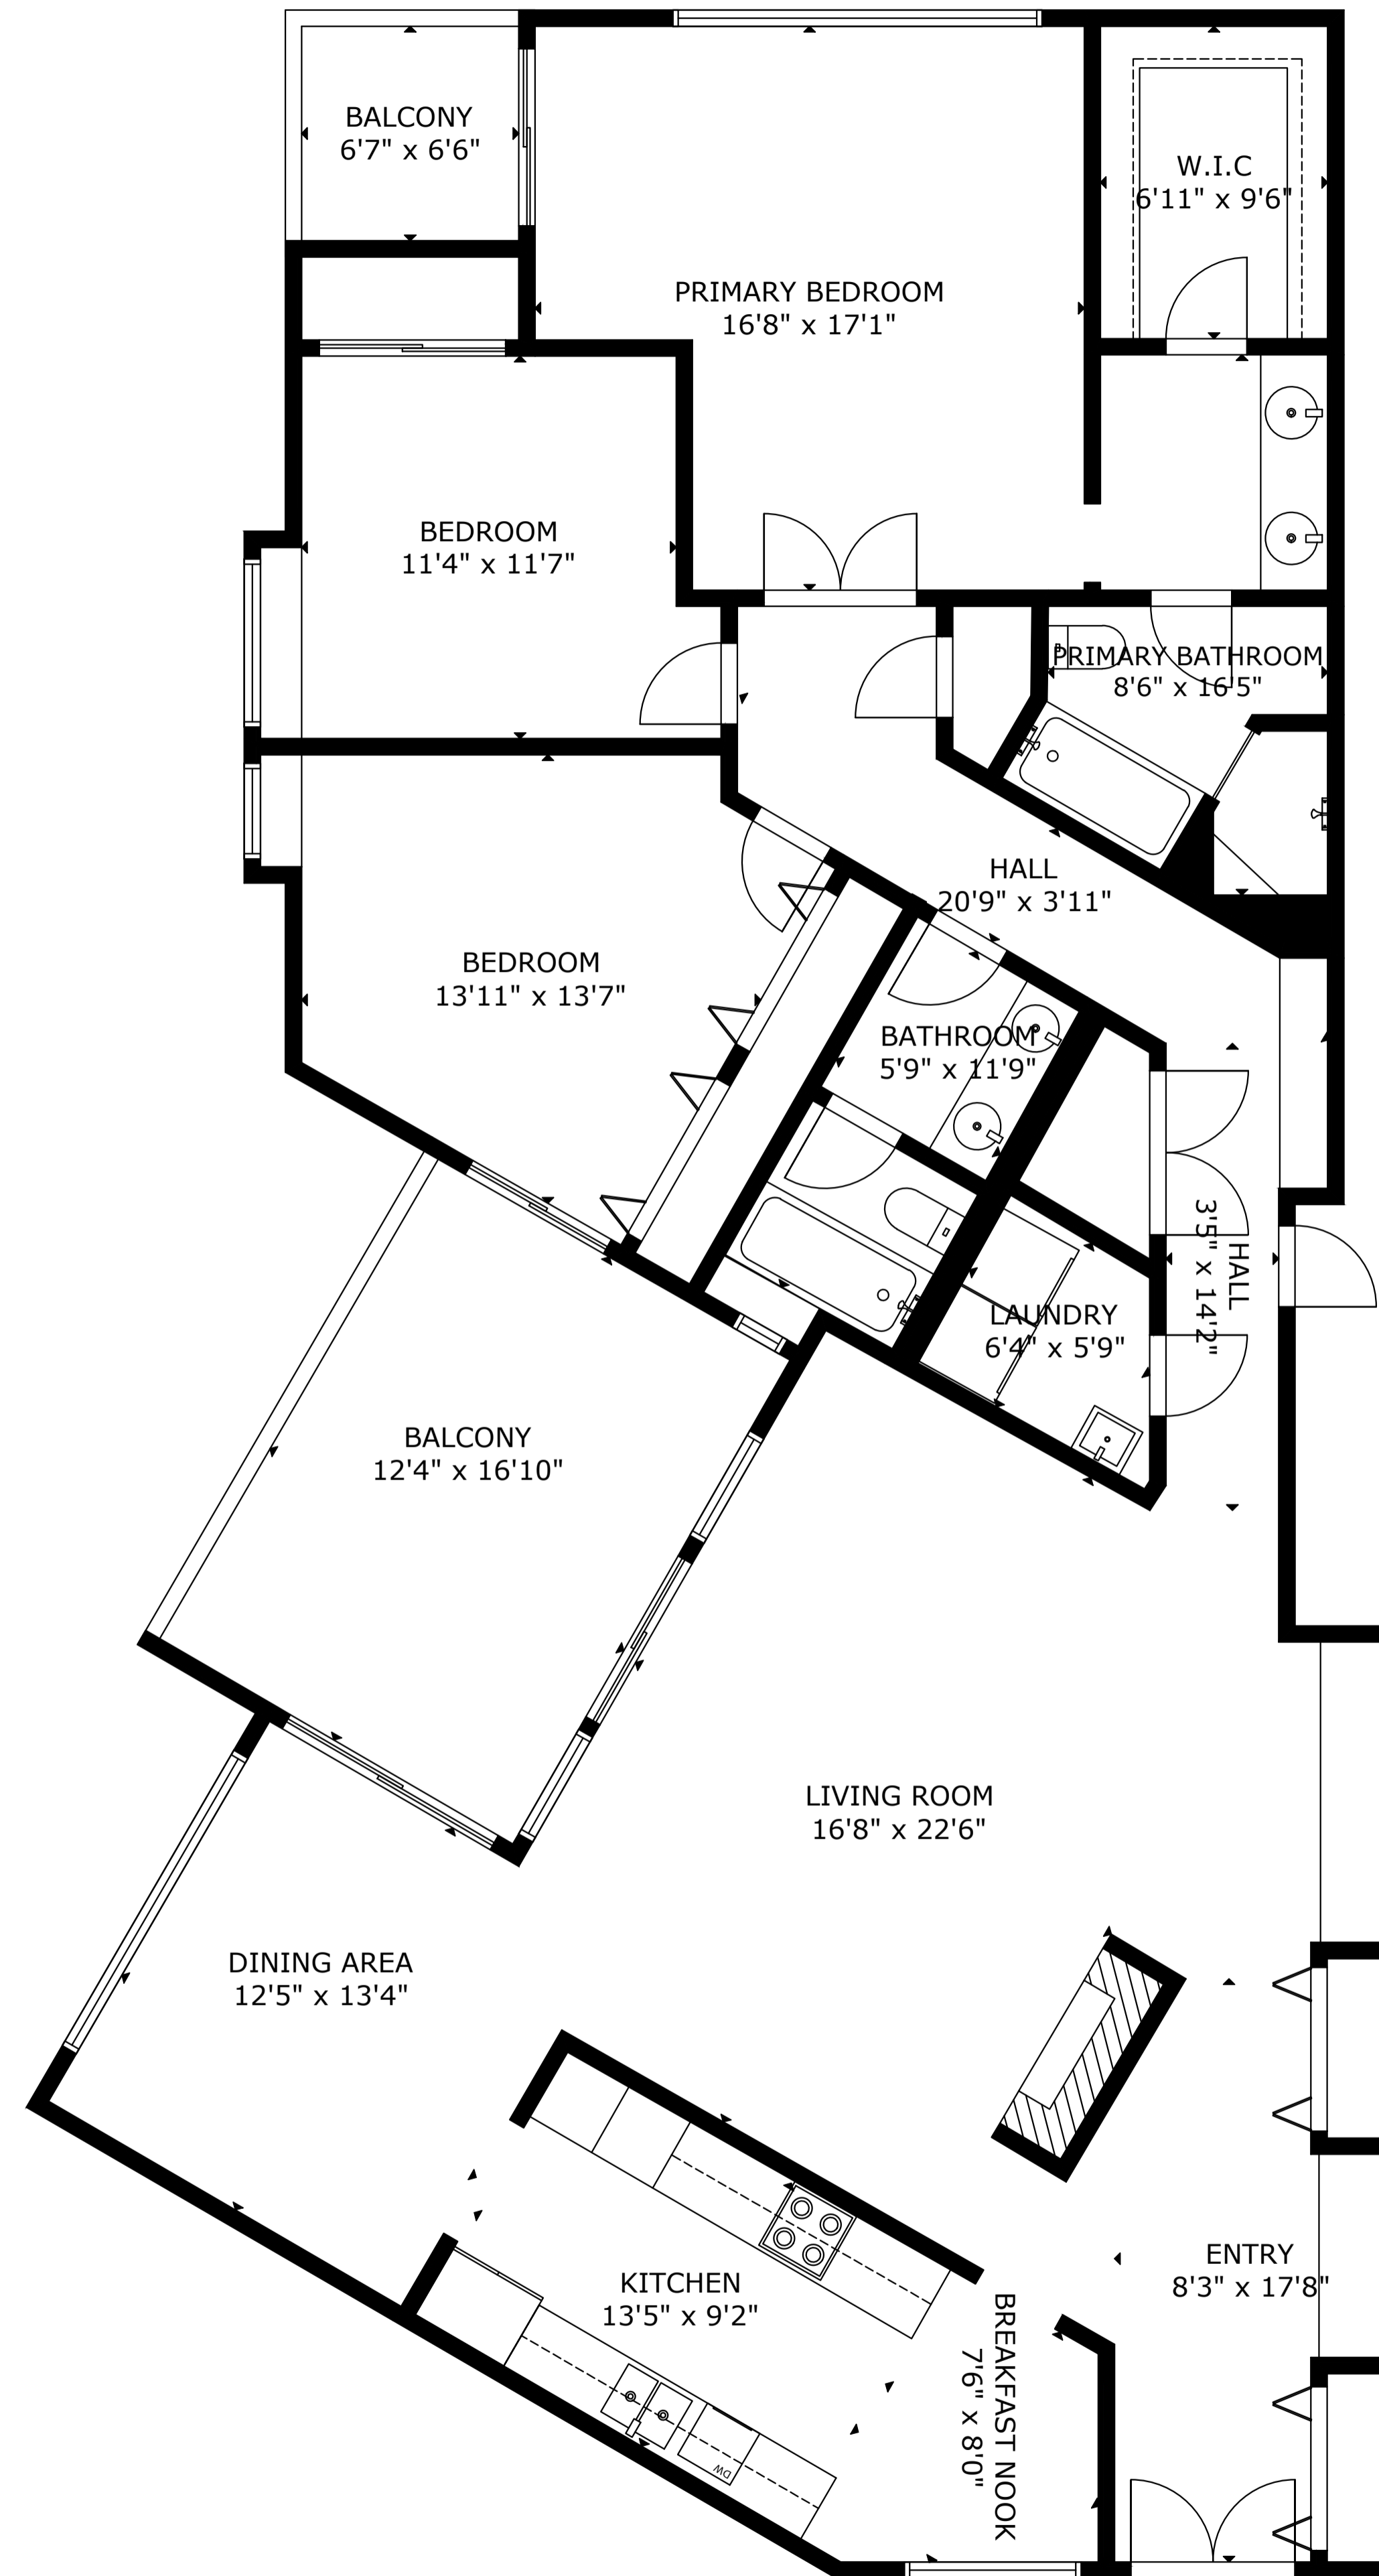 BALCONY
6'7" x 6'6"
W.I.C
6'11" x 9'6"
PRIMARY BEDROOM
16'8" x 17'1"
BEDROOM
11'4" x 11'7"
PRIMARY BATHROOM
8'6" x 16'5"
HALL
20'9" x 3'11"
BEDROOM
13'11" x 13'7"
BATHROOM
5'9" x 11'9"
HALL
3'5" x 14'2"
LAUNDRY
6'4" x 5'9"
BALCONY
12'4" x 16'10"
LIVING ROOM
16'8" x 22'6"
DINING AREA
12'5" x 13'4"
ENTRY
8'3" x 17'8"
KITCHEN
13'5" x 9'2"
BREAKFAST NOOK
7'6" x 8'0"
DW